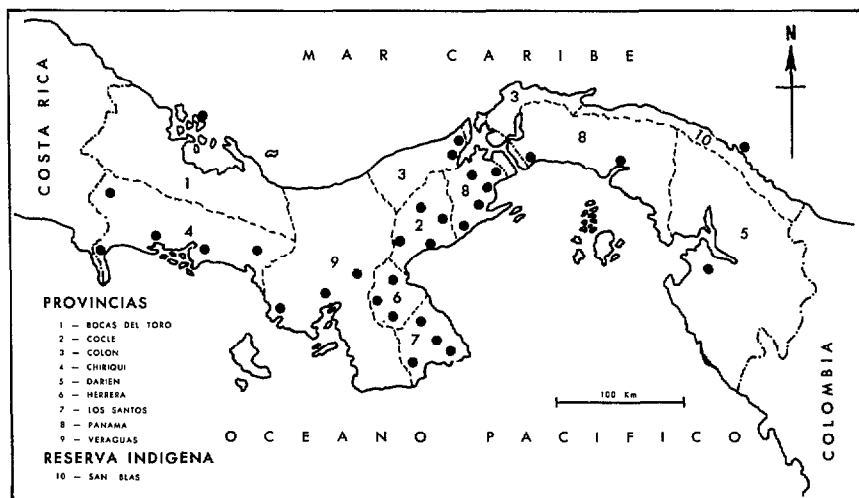 MAR CARIBE
N
COSTA RICA
3
8
10
1
3
8
2
4
5
9
6
7
PROVINCIAS
1 — BOCAS DEL TORO
2 — COCLE
3 — COLON
4 — CHIRIQUI
5 — DARIEN
6 — HERRERA
7 — LOS SANTOS
8 — PANAMA
9 — VERAGUAS
RESERVA INDIGENA
10 — SAN BLAS
100 Km
OCEANO PACIFICO
COLOMBIA